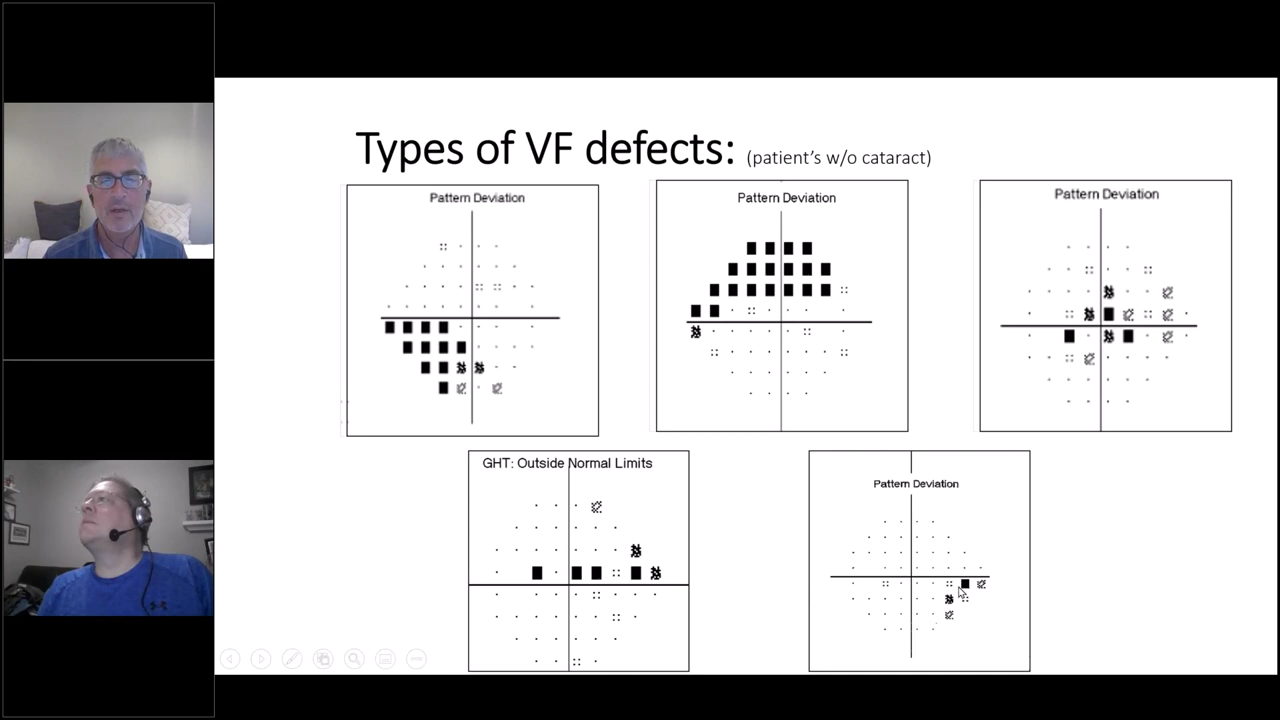 Types of VF defects: (patient's w/o cataract)
Pattern Deviation
Pattern Deviation
Pattern Deviation
GHT: Outside Normal Limits
Pattern Deviation